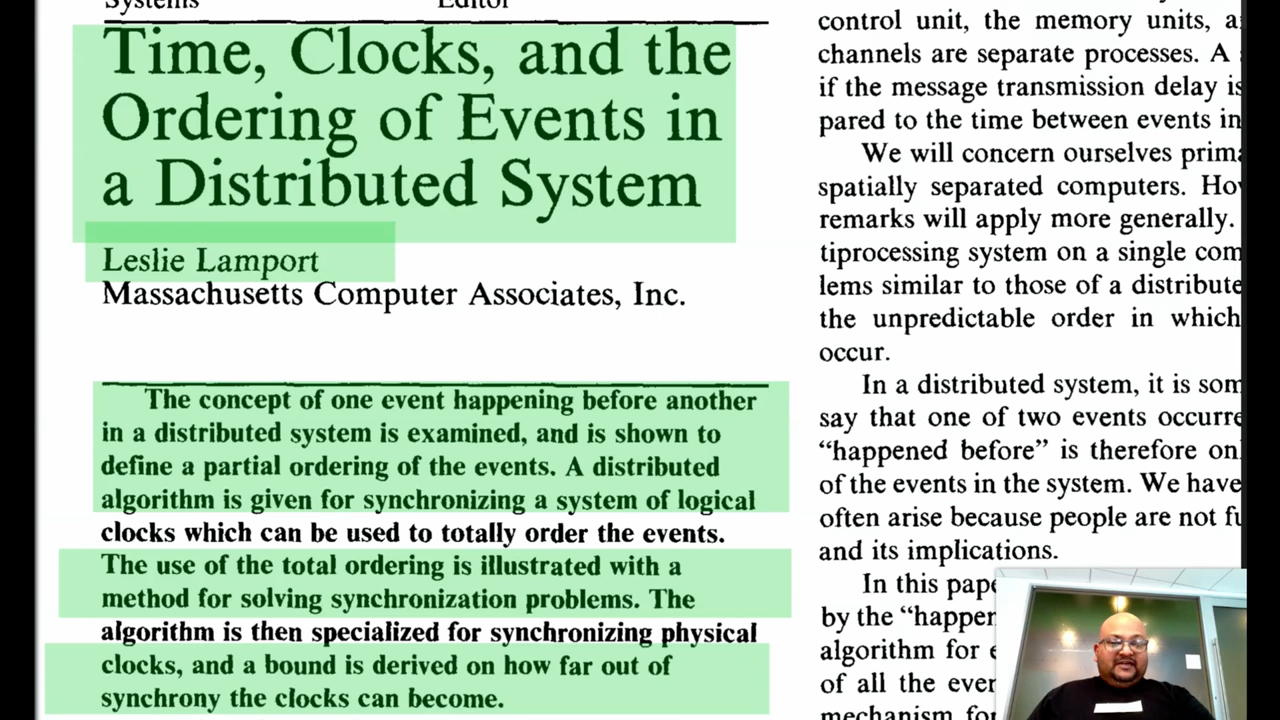 Systems Editor
Time, Clocks, and the
Ordering of Events in
a Distributed System
Leslie Lamport
Massachusetts Computer Associates, Inc.
The concept of one event happening before another
in a distributed system is examined, and is shown to
define a partial ordering of the events. A distributed
algorithm is given for synchronizing a system of logical
clocks which can be used to totally order the events.
The use of the total ordering is illustrated with a
method for solving synchronization problems. The
algorithm is then specialized for synchronizing physical
clocks, and a bound is derived on how far out of
synchrony the clocks can become.
control unit, the memory units, a
channels are separate processes. A
if the message transmission delay is
pared to the time between events in
We will concern ourselves prim
spatially separated computers. Ho
remarks will apply more generally.
tiprocessing system on a single com
lems similar to those of a distribute
the unpredictable order in which
occur.
In a distributed system, it is som
say that one of two events occurre
“happened before” is therefore on
of the events in the system. We have
often arise because people are not fu
and its implications.
In this pape
by the “happen
algorithm for
of all the even
mechanism for